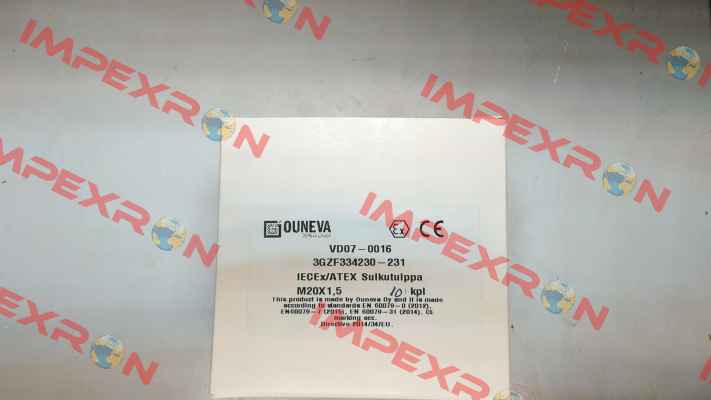 OUNEVA
VD07-0016
3GZF334230-231
IECEx/ATEX Sulkutulppa
M20X1,5 10 kpl
This product is made by Ouneva Oy and it is made
according to standards EN 60079-0 (2012),
EN60079-7 (2015), EN 60079-31 (2014). CE
marking acc.
Directive 2014/34/EU.
IMPEXRON
IMPEXRON
IMPEXRON
IMPEXRON
IMPEXRON
IMPEXRON